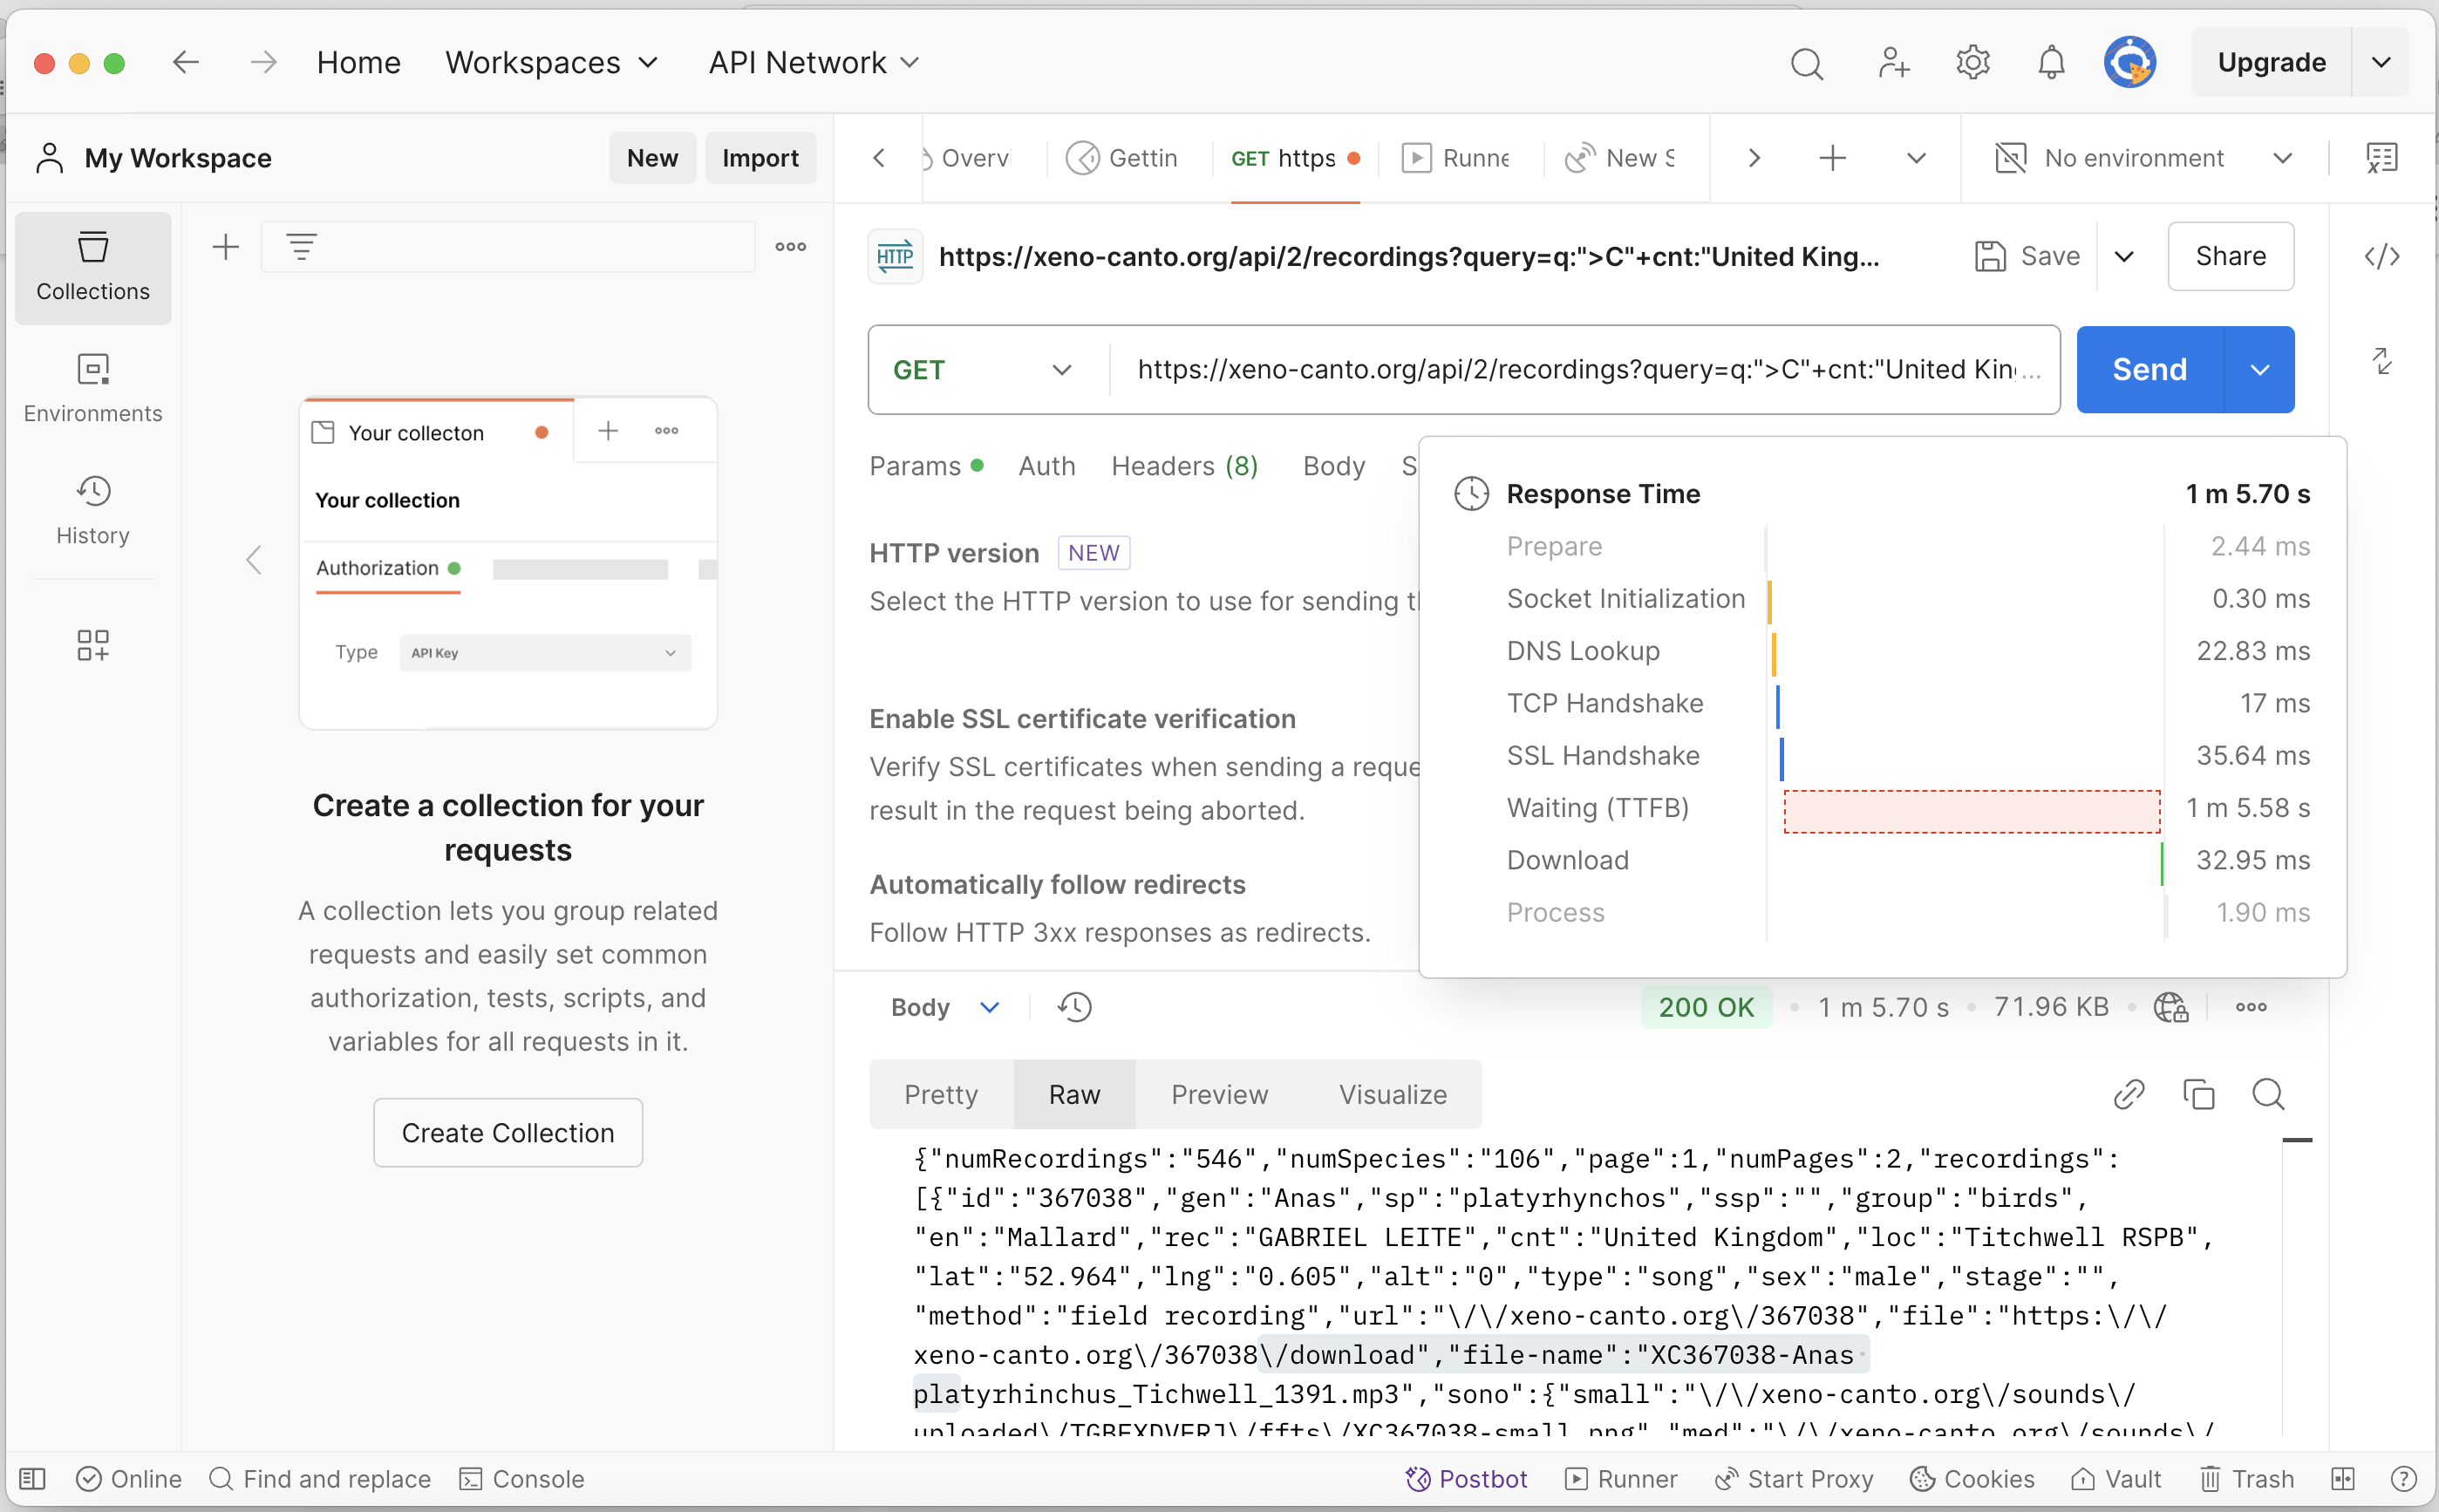 Home Workspaces API Network Upgrade
My Workspace New Import
Overvi Gettin GET https Runne New S No environment
Collections
Environments
History
Your collecton
Your collection
Authorization
Type API Key
Create a collection for your
requests
A collection lets you group related
requests and easily set common
authorization, tests, scripts, and
variables for all requests in it.
Create Collection
HTTP https://xeno-canto.org/api/2/recordings?query=q:">C"+cnt:"United King... Save Share
GET https://xeno-canto.org/api/2/recordings?query=q:">C"+cnt:"United Kin... Send
Params Auth Headers (8) Body S
HTTP version NEW
Select the HTTP version to use for sending t
Enable SSL certificate verification
Verify SSL certificates when sending a reque
result in the request being aborted.
Automatically follow redirects
Follow HTTP 3xx responses as redirects.
Response Time 1 m 5.70 s
Prepare 2.44 ms
Socket Initialization 0.30 ms
DNS Lookup 22.83 ms
TCP Handshake 17 ms
SSL Handshake 35.64 ms
Waiting (TTFB) 1 m 5.58 s
Download 32.95 ms
Process 1.90 ms
Body 200 OK 1 m 5.70 s 71.96 KB
Pretty Raw Preview Visualize
{"numRecordings":"546","numSpecies":"106","page":1,"numPages":2,"recordings":
[{"id":"367038","gen":"Anas","sp":"platyrhynchos","ssp":"","group":"birds",
"en":"Mallard","rec":"GABRIEL LEITE","cnt":"United Kingdom","loc":"Titchwell RSPB",
"lat":"52.964","lng":"0.605","alt":"0","type":"song","sex":"male","stage":"",
"method":"field recording","url":"\/\/xeno-canto.org\/367038","file":"https:\/\/
xeno-canto.org\/367038\/download","file-name":"XC367038-Anas
platyrhinchus_Tichwell_1391.mp3","sono":{"small":"\/\/xeno-canto.org\/sounds\/
uploaded\/TGBEXDVERJ\/ffts\/XC367038-small.png","med":"\/\/xeno-canto.org\/sounds\/
Online Find and replace Console Postbot Runner Start Proxy Cookies Vault Trash